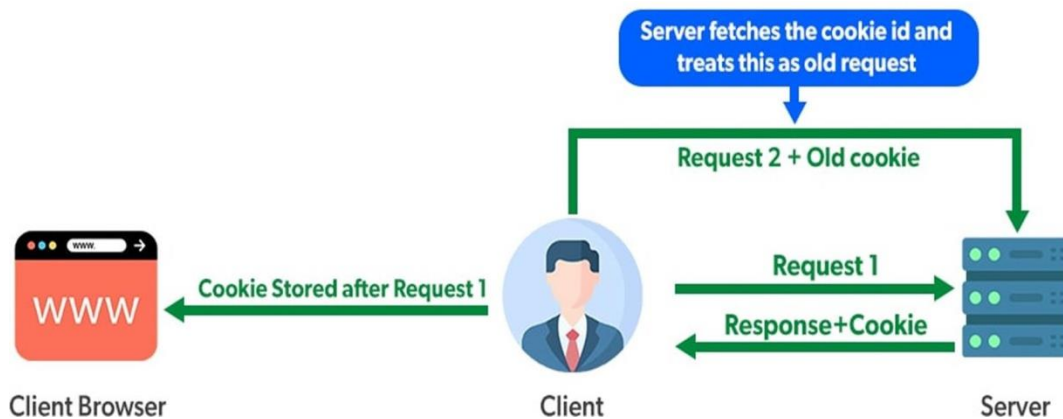 Server fetches the cookie id and
treats this as old request
Request 2 + Old cookie
www.
WWW
Cookie Stored after Request 1
Request 1
Response+Cookie
Client Browser
Client
Server